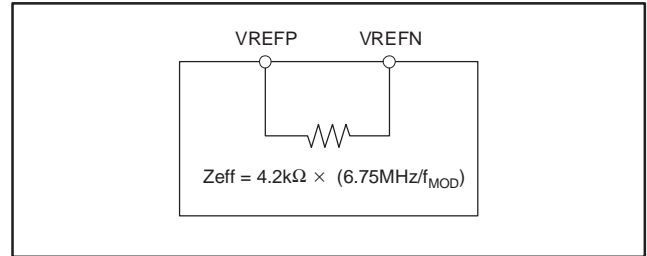 VREFP VREFN
Zeff = 4.2kΩ × (6.75MHz/fMOD)